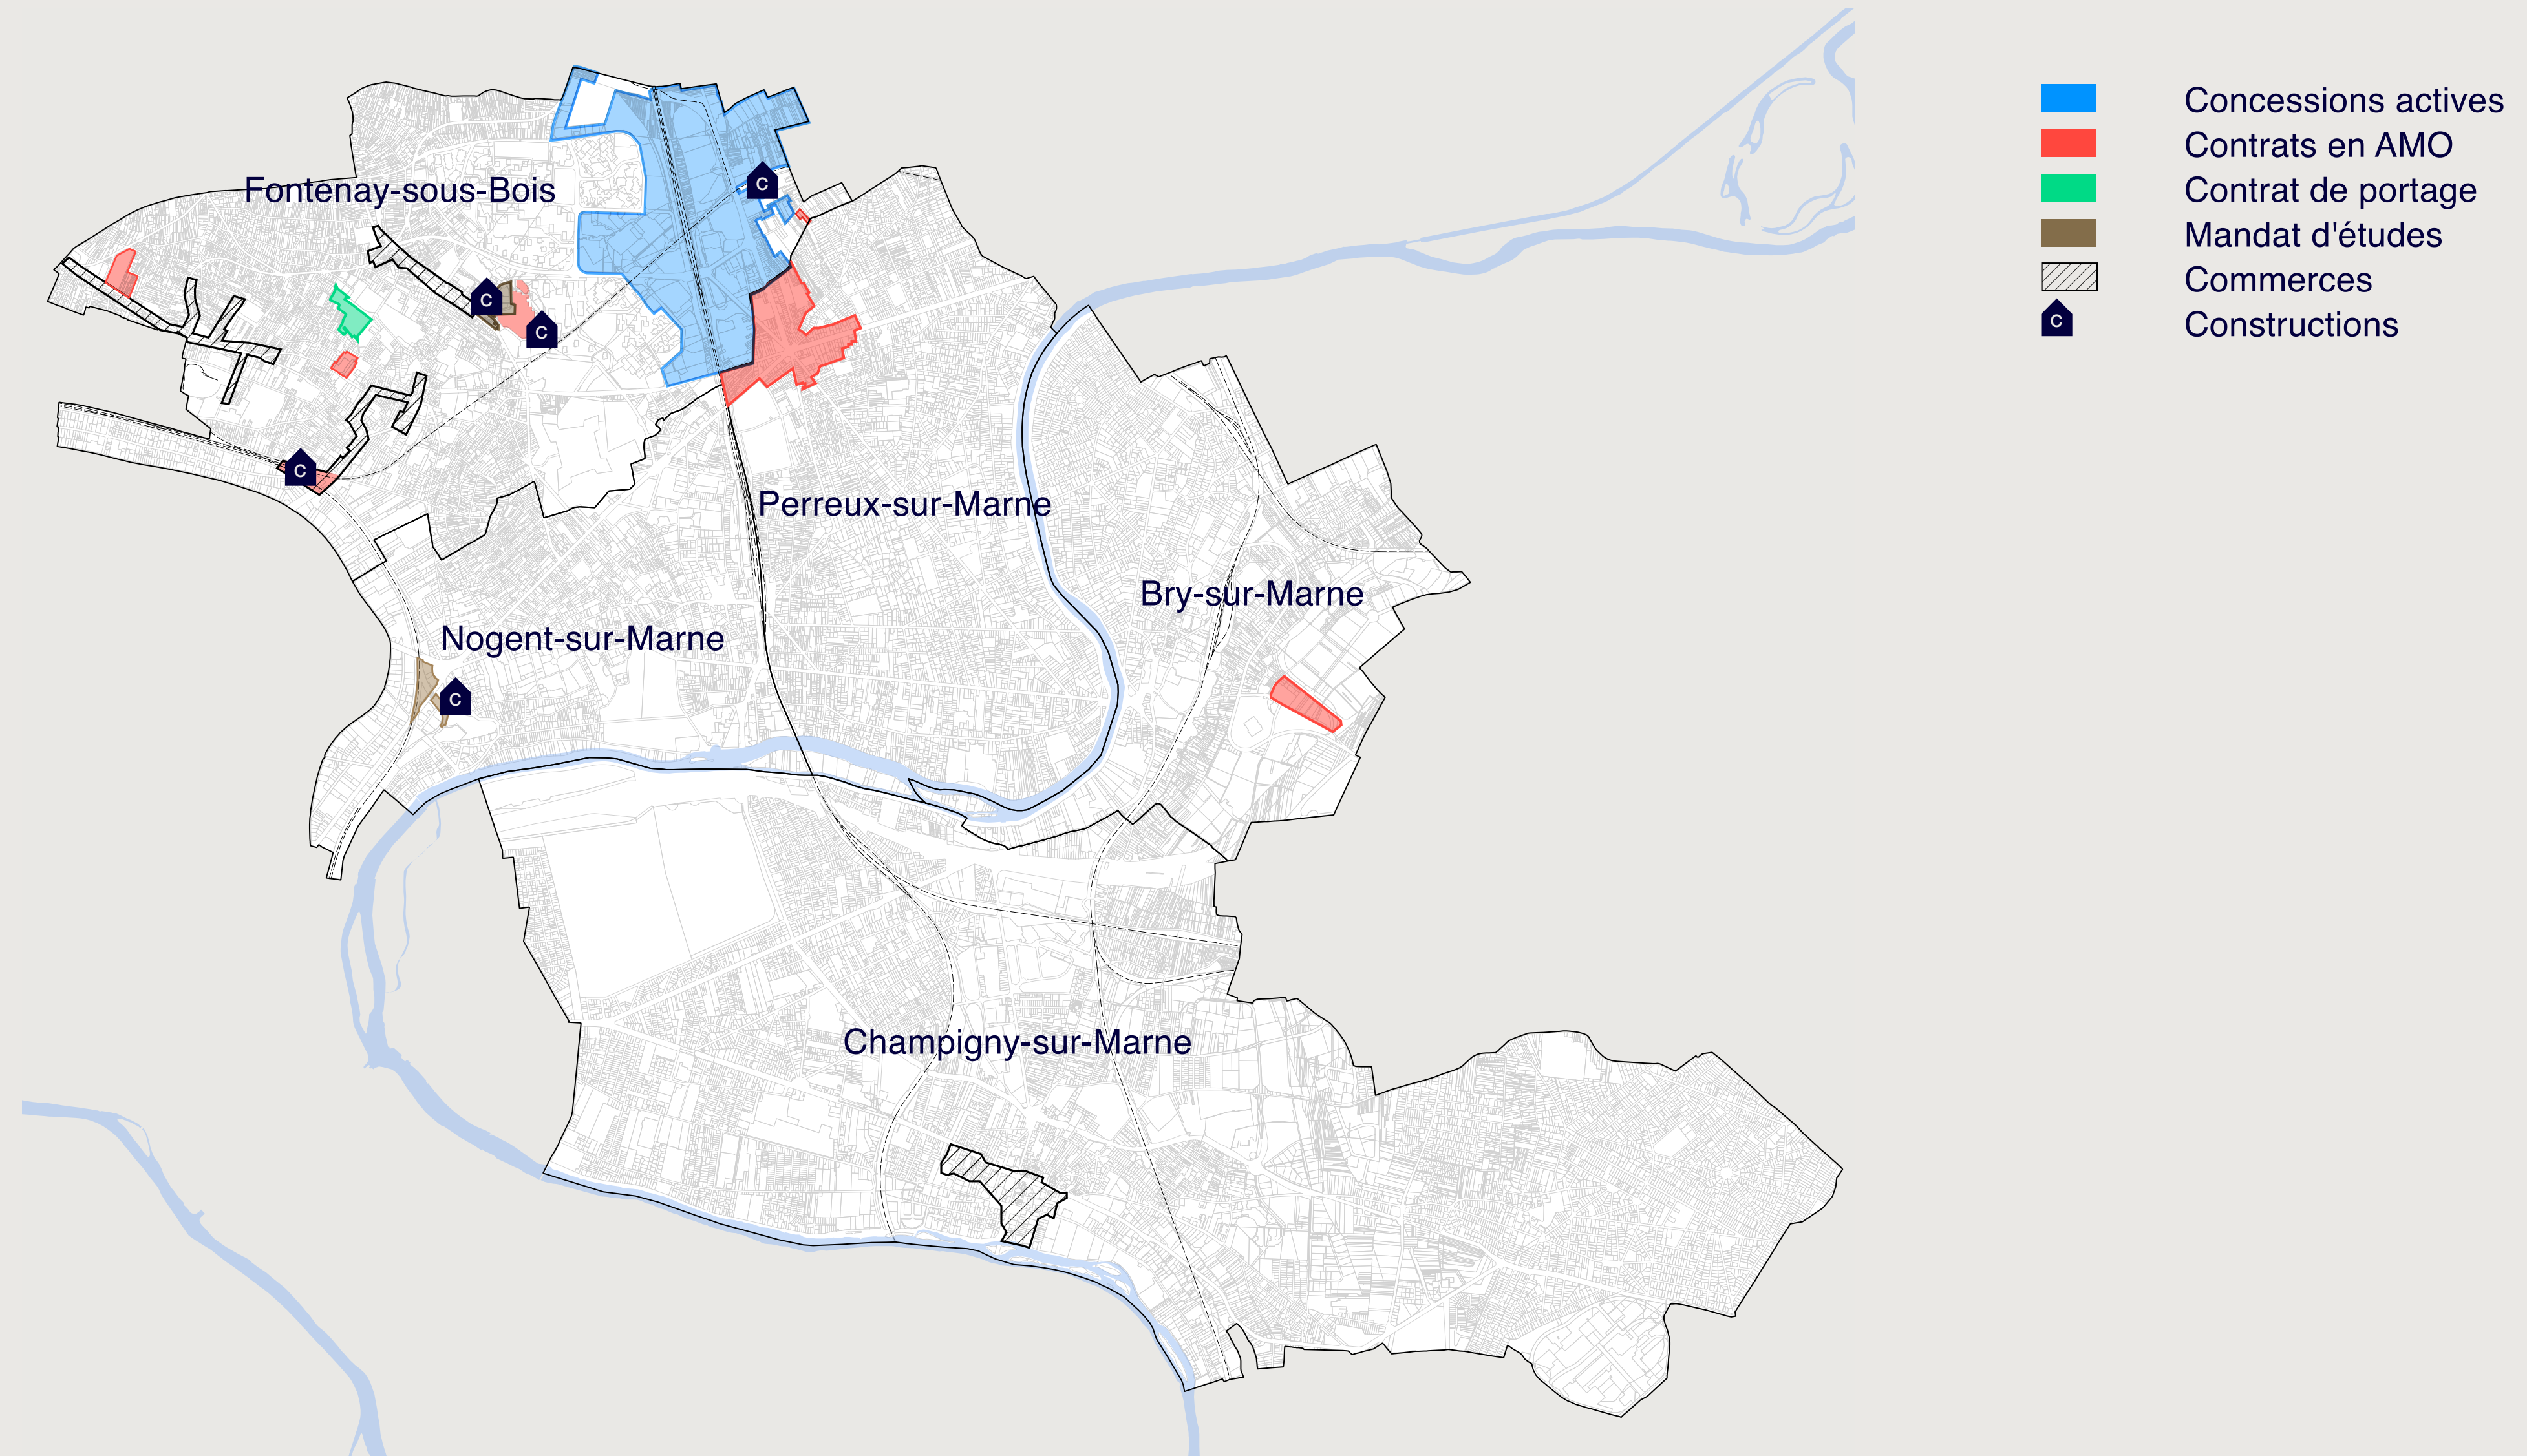 Concessions actives
Contrats en AMO
Contrat de portage
Mandat d'études
Commerces
C Constructions
Fontenay-sous-Bois
C
C
C
C
Perreux-sur-Marne
Bry-sur-Marne
Nogent-sur-Marne
C
Champigny-sur-Marne